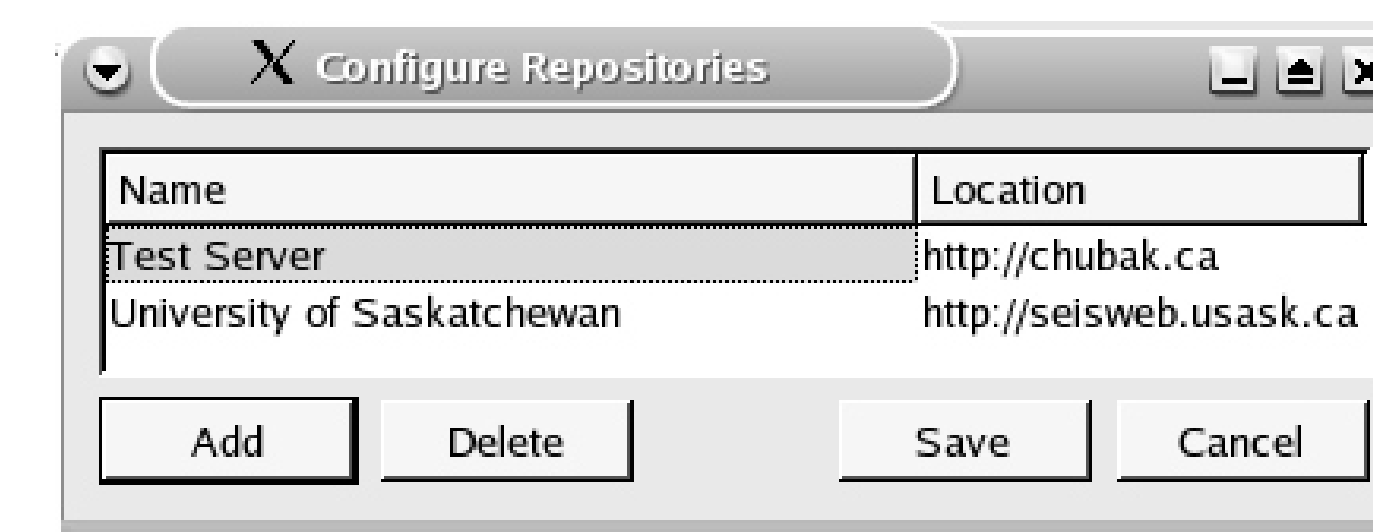 Configure Repositories
Name Location
Test Server http://chubak.ca
University of Saskatchewan http://seisweb.usask.ca
Add Delete Save Cancel